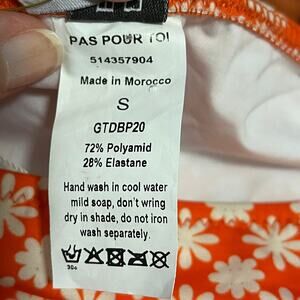 PAS POUR TOI
514357904
Made in Morocco
S
GTDBP20
72% Polyamid
28% Elastane
Hand wash in cool water
mild soap, don't wring
dry in shade, do not iron
wash separately.
30c